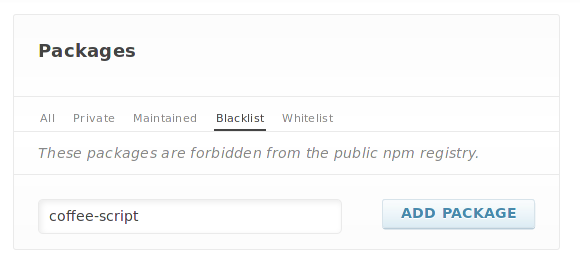 Packages
All Private Maintained Blacklist Whitelist
These packages are forbidden from the public npm registry.
coffee-script ADD PACKAGE